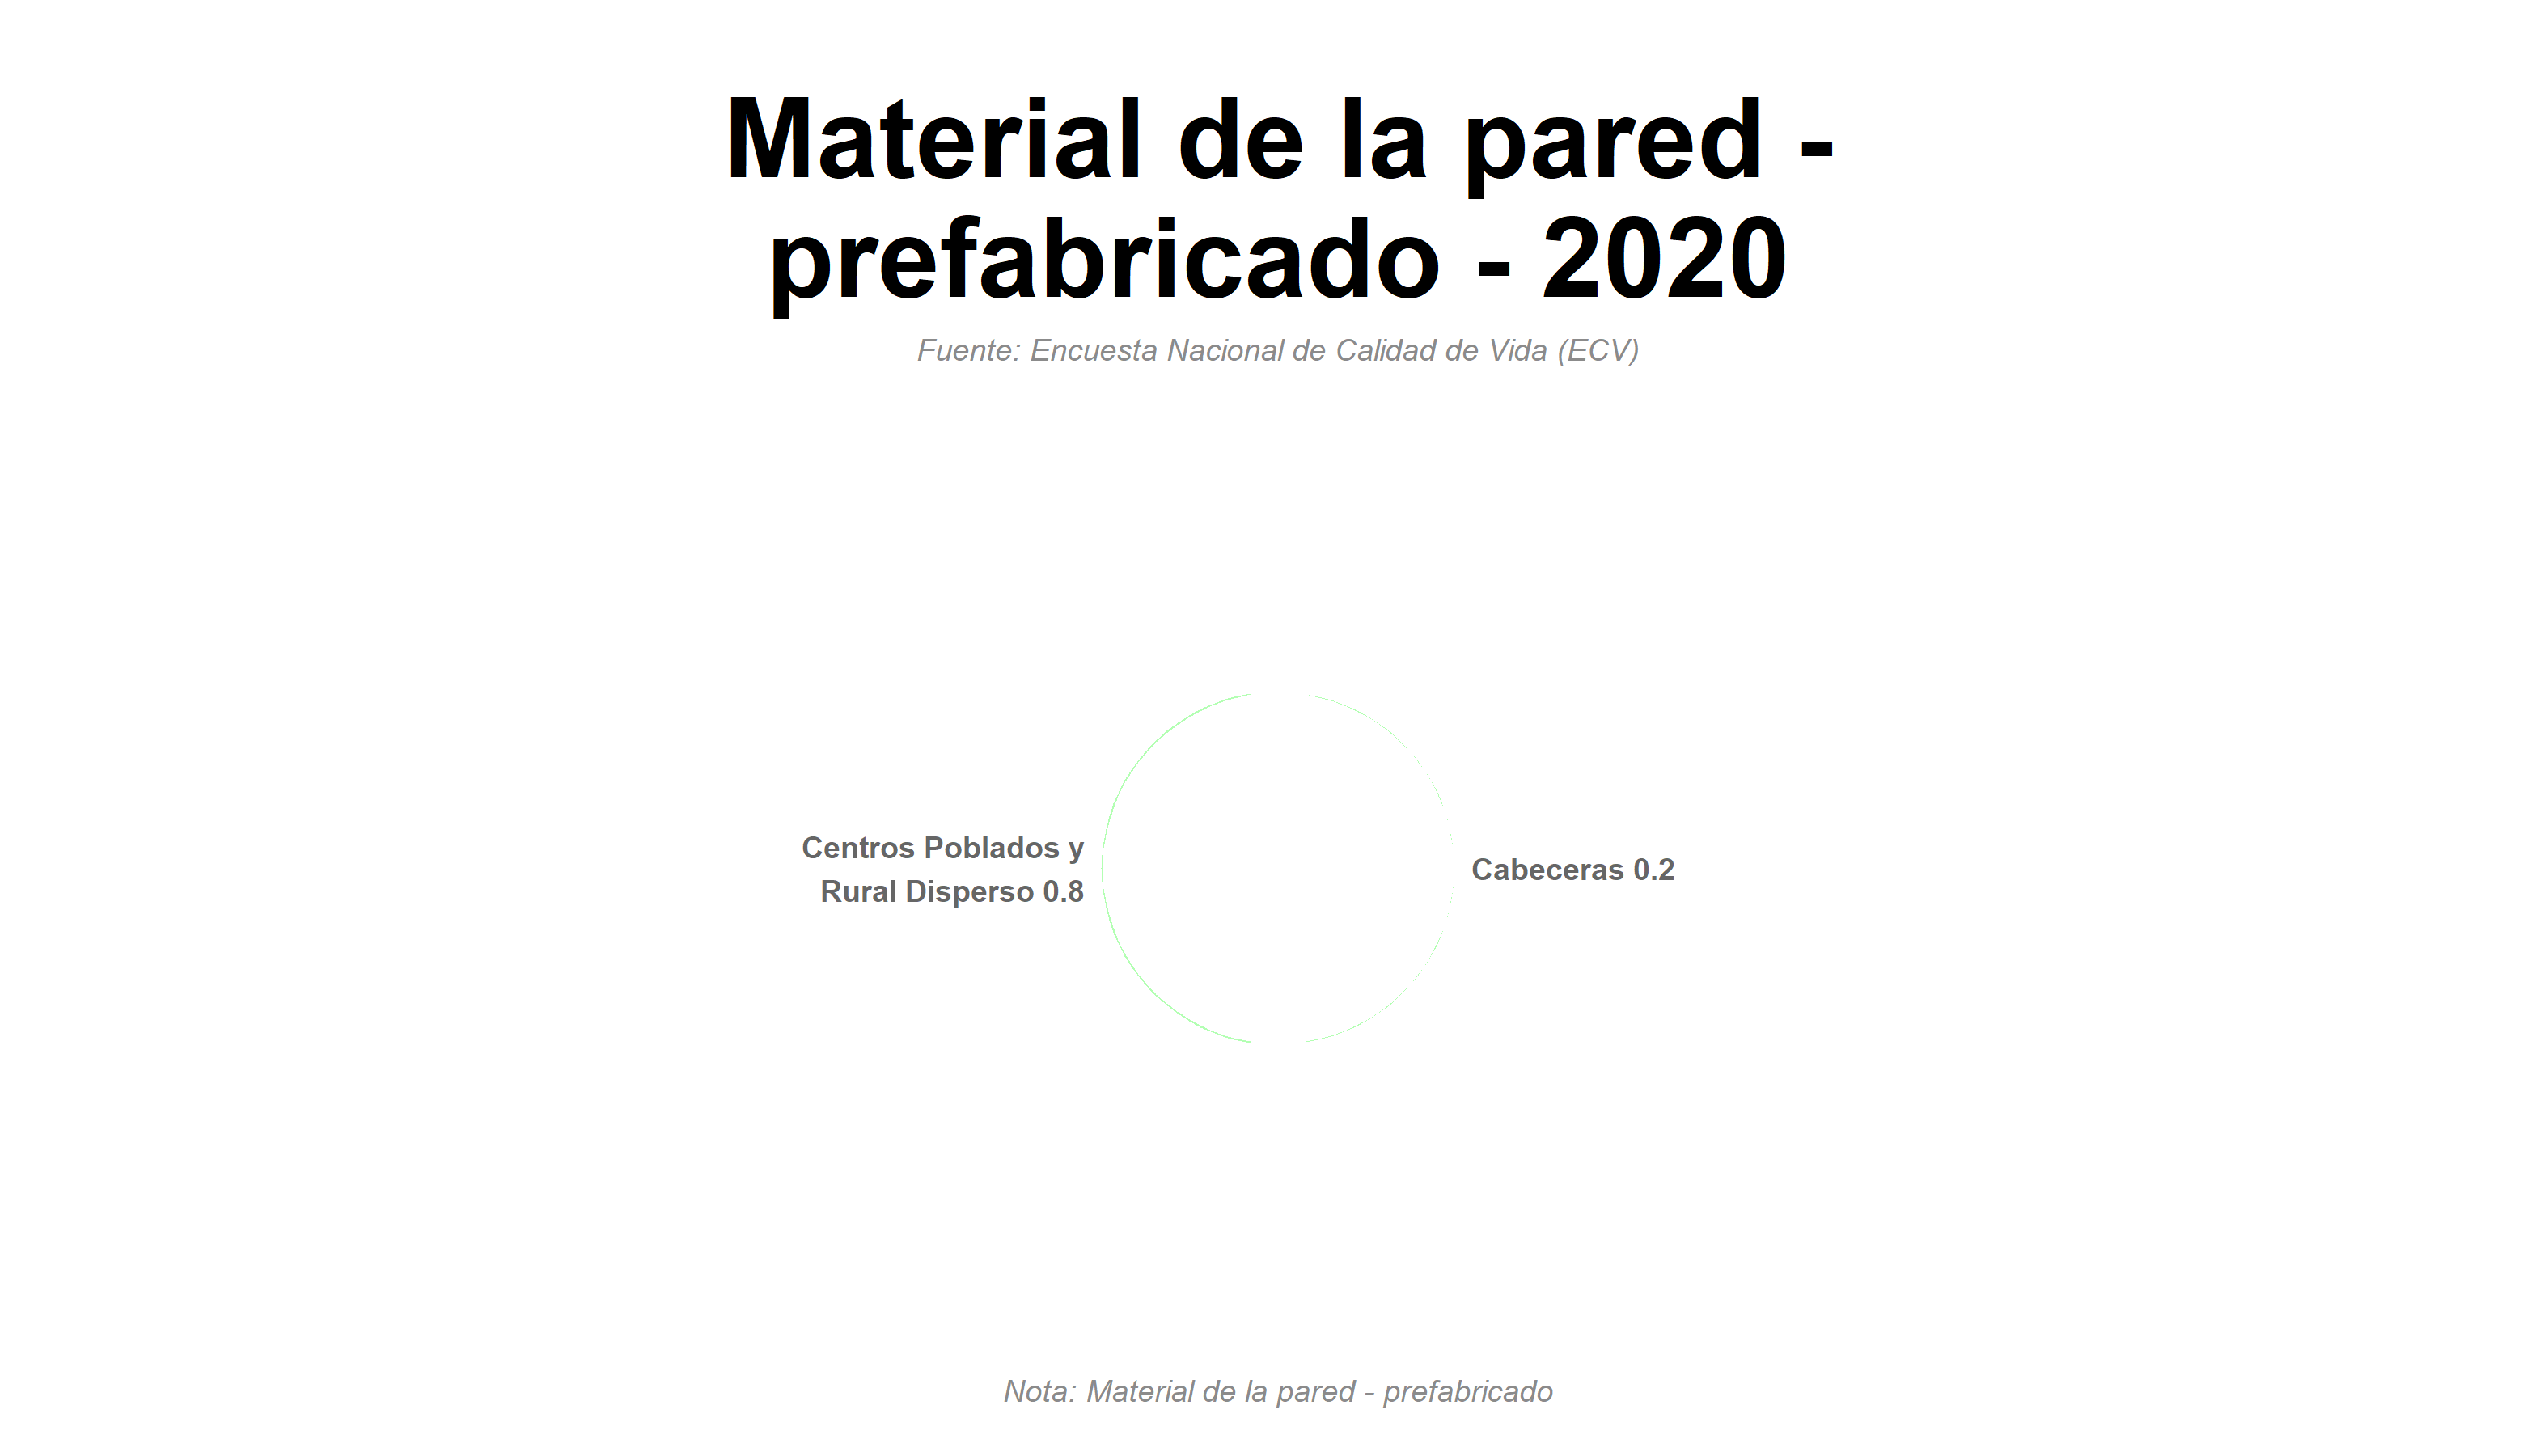 Material de la pared -
prefabricado - 2020
Fuente: Encuesta Nacional de Calidad de Vida (ECV)
Centros Poblados y
Rural Disperso 0.8
Cabeceras 0.2
Nota: Material de la pared - prefabricado